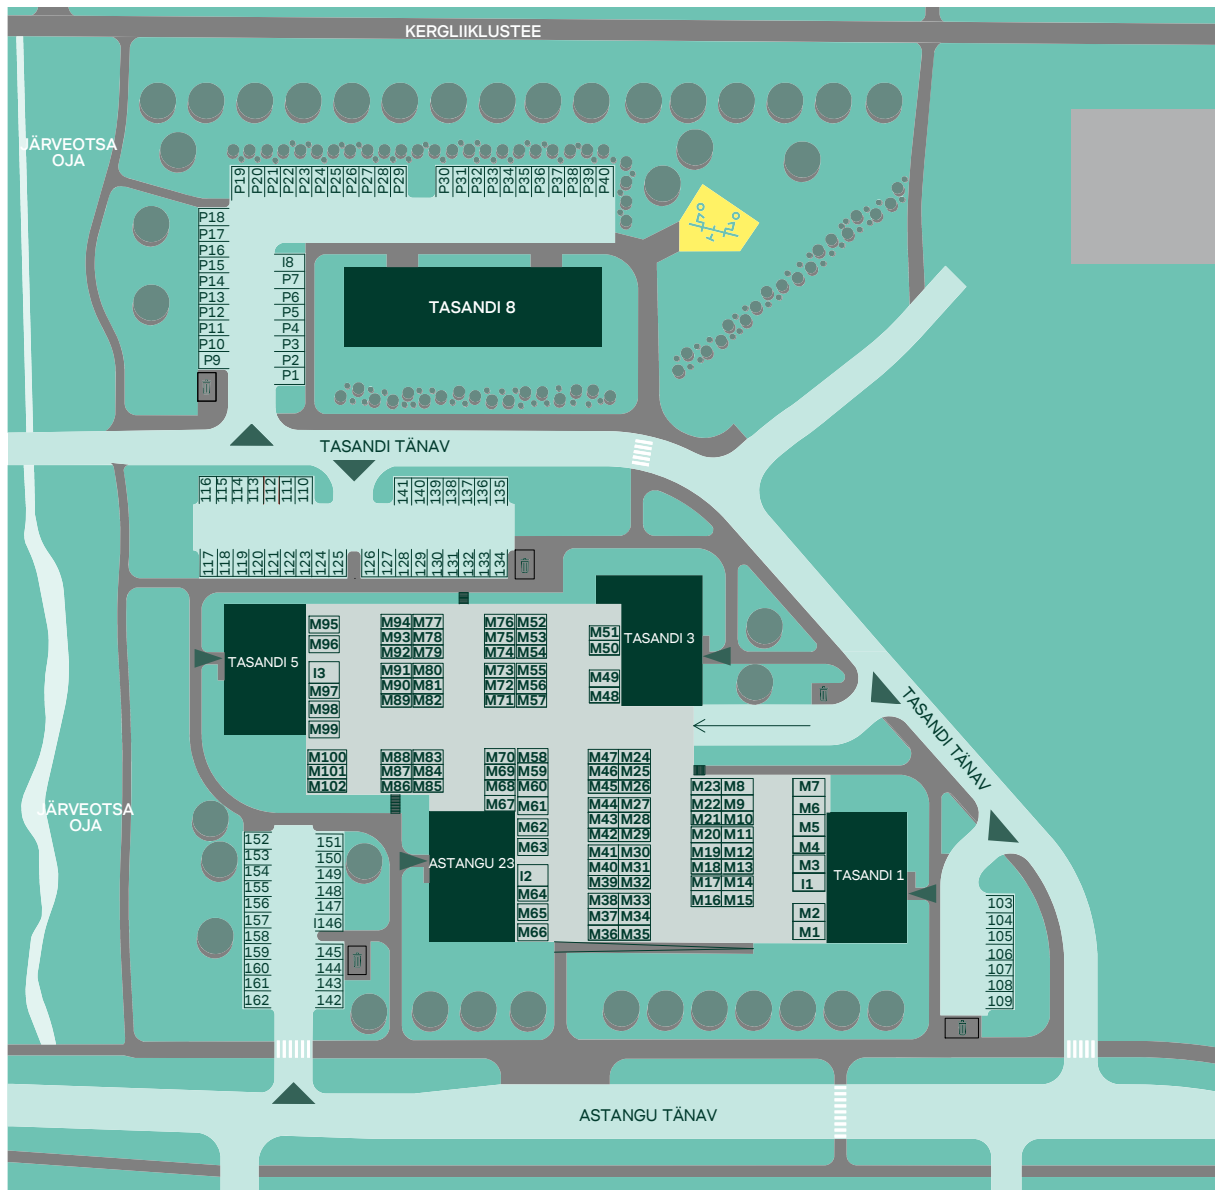 KERGLIIKLUSTEE
JÄRVEOTSA
OJA
P19 P20 P21 P22 P23 P24 P25 P26 P27 P28 P29 P30 P31 P32 P33 P34 P35 P36 P37 P38 P39 P40
P18
P17
P16
P15
P14
P13
P12
P11
P10
P9
I8
P7
P6
P5
P4
P3
P2
P1
TASANDI 8
TASANDI TÄNAV
116 115 114 113 112 111 110 141 140 139 138 137 136 135
117 118 119 120 121 122 123 124 125 126 127 128 129 130 131 132 133 134
M95
M96
I3
M97
M98
M99
M100
M101
M102
TASANDI 5
M94 M77
M93 M78
M92 M79
M91 M80
M90 M81
M89 M82
M88 M83
M87 M84
M86 M85
M76 M52
M75 M53
M74 M54
M73 M55
M72 M56
M71 M57
M70 M58
M69 M59
M68 M60
M67 M61
M62
M63
I2
M64
M65
M66
M51
M50
M49
M48
TASANDI 3
M47 M24
M46 M25
M45 M26
M44 M27
M43 M28
M42 M29
M41 M30
M40 M31
M39 M32
M38 M33
M37 M34
M36 M35
M23 M8
M22 M9
M21 M10
M20 M11
M19 M12
M18 M13
M17 M14
M16 M15
M7
M6
M5
M4
M3
I1
M2
M1
TASANDI 1
TASANDI TÄNAV
JÄRVEOTSA
OJA
ASTANGU 23
152
153
154
155
156
157
158
159
160
161
162
151
150
149
148
147
I146
145
144
143
142
103
104
105
106
107
108
109
ASTANGU TÄNAV